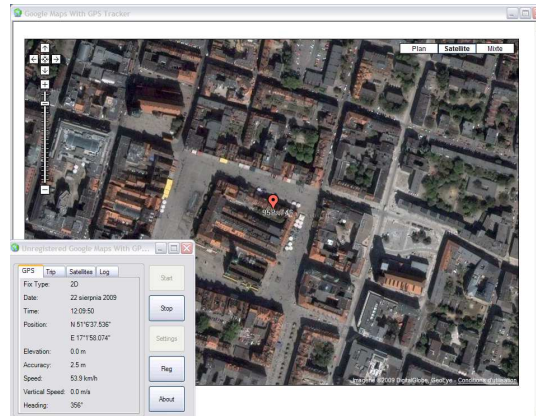 Google Maps With GPS Tracker
Plan Satellite Mixte
Unregistered Google Maps With GP...
GPS Trip Satellites Log
Fix Type: 2D
Date: 22 sierpnia 2009
Time: 12:09:50
Position: N 51°6'37.536"
E 17°1'58.074"
Elevation: 0.0 m
Accuracy: 2.5 m
Speed: 53.9 km/h
Vertical Speed: 0.0 m/s
Heading: 356°
Start
Stop
Settings
Reg
About
Imagerie ©2009 DigitalGlobe, GeoEye - Conditions d'utilisation